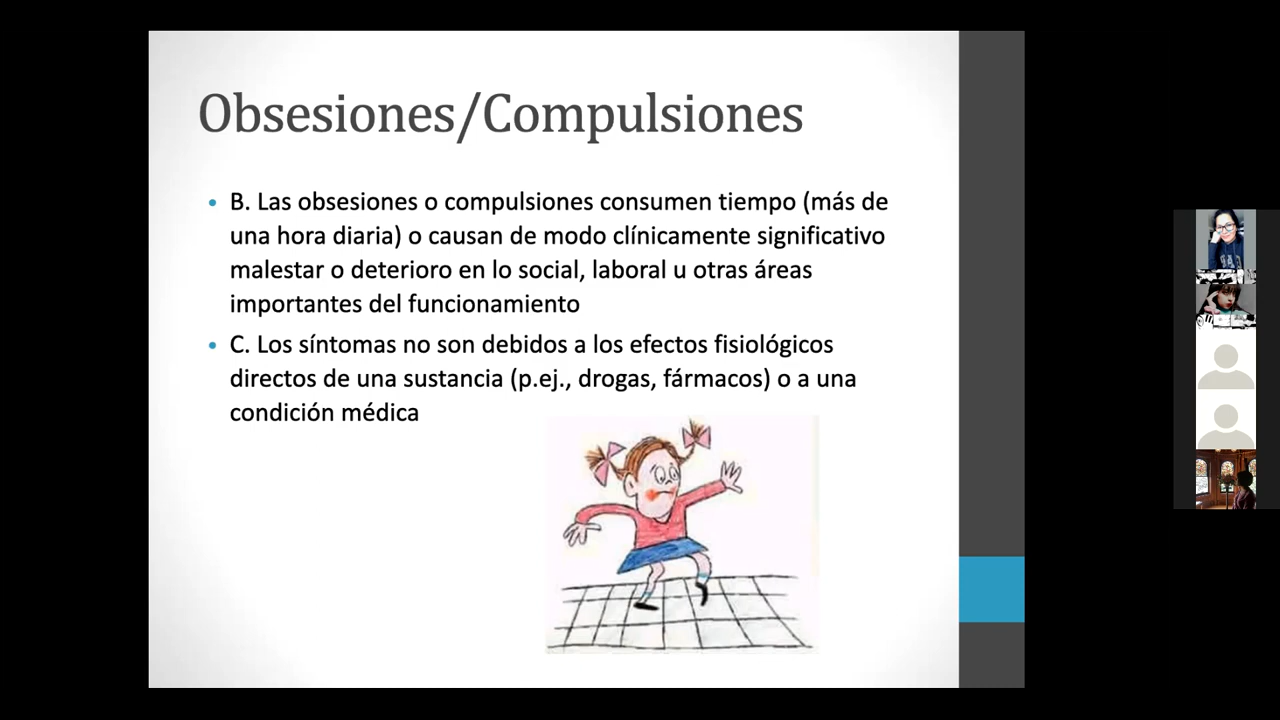 Obsesiones/Compulsiones
• B. Las obsesiones o compulsiones consumen tiempo (más de
una hora diaria) o causan de modo clínicamente significativo
malestar o deterioro en lo social, laboral u otras áreas
importantes del funcionamiento
• C. Los síntomas no son debidos a los efectos fisiológicos
directos de una sustancia (p.ej., drogas, fármacos) o a una
condición médica